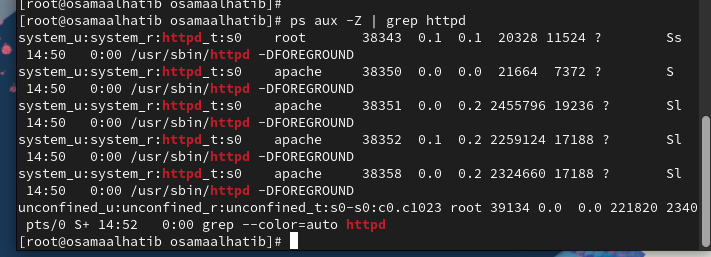 [root@osamaalhatib osamaalhatib]#
[root@osamaalhatib osamaalhatib]# ps aux -Z | grep httpd
system_u:system_r:httpd_t:s0    root       38343  0.1  0.1  20328 11524 ?        Ss
 14:50   0:00 /usr/sbin/httpd -DFOREGROUND
system_u:system_r:httpd_t:s0    apache     38350  0.0  0.0  21664  7372 ?        S
 14:50   0:00 /usr/sbin/httpd -DFOREGROUND
system_u:system_r:httpd_t:s0    apache     38351  0.0  0.2 2455796 19236 ?       Sl
 14:50   0:00 /usr/sbin/httpd -DFOREGROUND
system_u:system_r:httpd_t:s0    apache     38352  0.1  0.2 2259124 17188 ?       Sl
 14:50   0:00 /usr/sbin/httpd -DFOREGROUND
system_u:system_r:httpd_t:s0    apache     38358  0.0  0.2 2324660 17188 ?       Sl
 14:50   0:00 /usr/sbin/httpd -DFOREGROUND
unconfined_u:unconfined_r:unconfined_t:s0-s0:c0.c1023 root 39134 0.0  0.0 221820 2340
 pts/0 S+ 14:52   0:00 grep --color=auto httpd
[root@osamaalhatib osamaalhatib]#